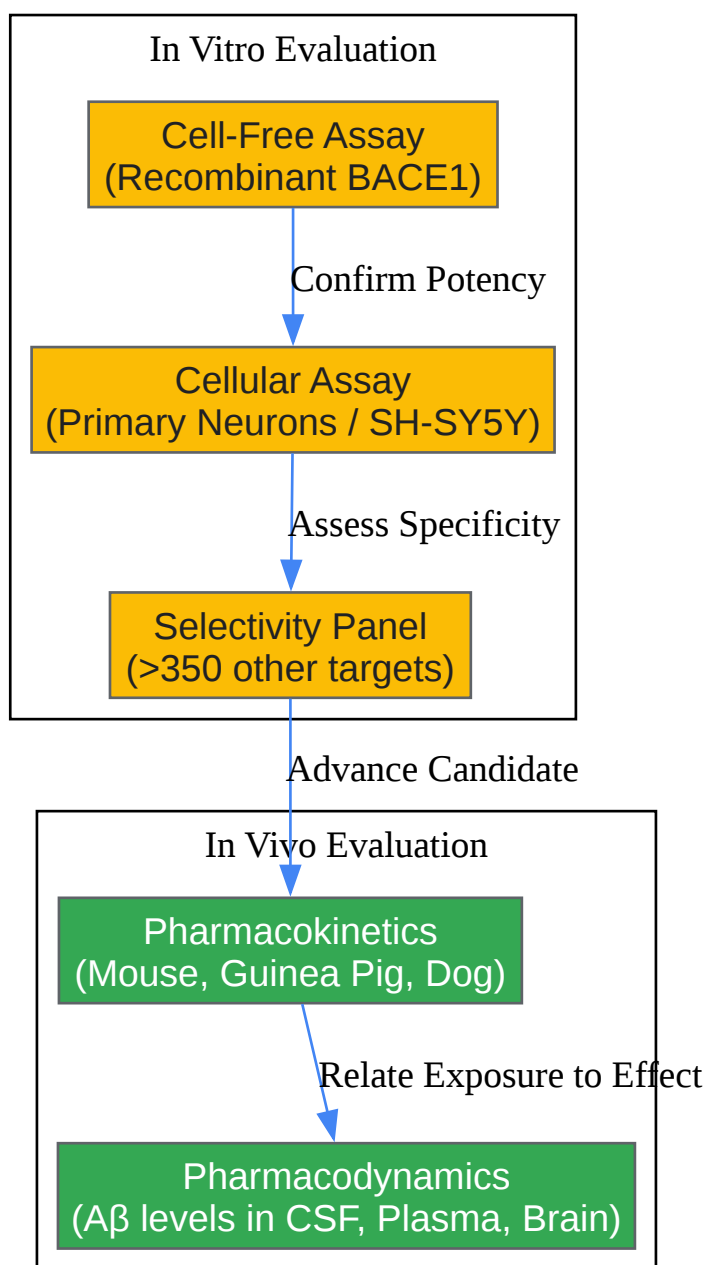 In Vitro Evaluation
Cell-Free Assay
(Recombinant BACE1)
Confirm Potency
Cellular Assay
(Primary Neurons / SH-SY5Y)
Assess Specificity
Selectivity Panel
(>350 other targets)
Advance Candidate
In Vivo Evaluation
Pharmacokinetics
(Mouse, Guinea Pig, Dog)
Relate Exposure to Effect
Pharmacodynamics
(Aβ levels in CSF, Plasma, Brain)